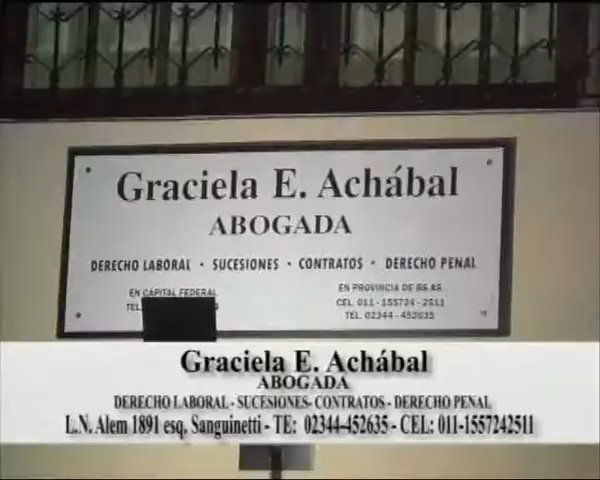 Graciela E. Achábal
ABOGADA
DERECHO LABORAL · SUCESIONES · CONTRATOS · DERECHO PENAL
EN CAPITAL FEDERAL
TEL.
EN PROVINCIA DE BS.AS.
CEL. 011 - 155724 - 2511
TEL. 02344 - 452635
Graciela E. Achábal
ABOGADA
DERECHO LABORAL - SUCESIONES- CONTRATOS - DERECHO PENAL
L.N. Alem 1891 esq. Sanguinetti - TE: 02344-452635 - CEL: 011-1557242511